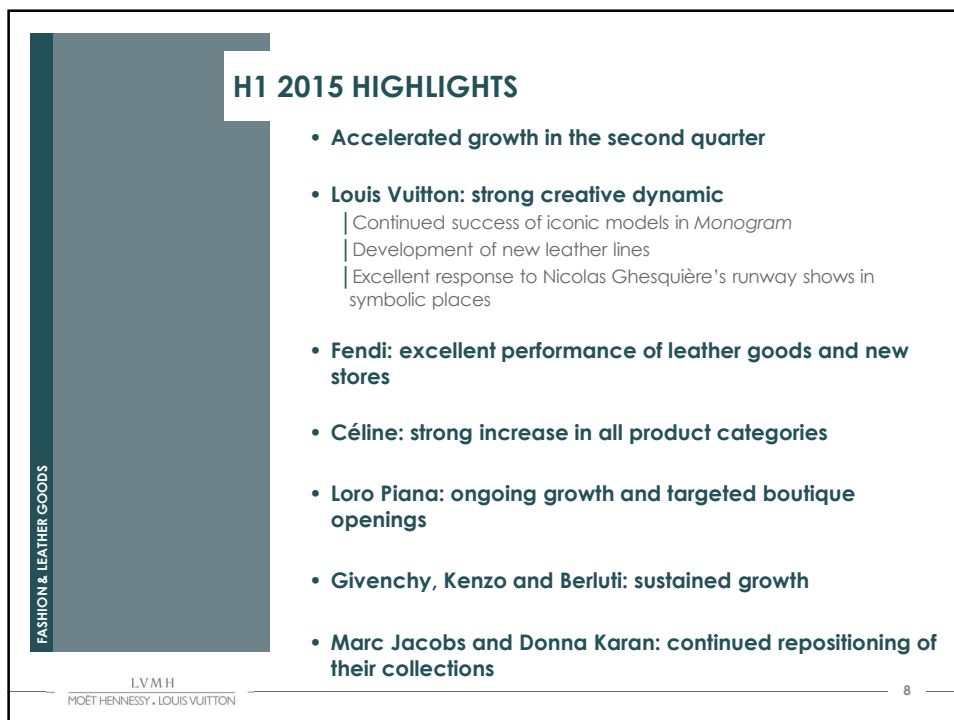 H1 2015 HIGHLIGHTS
• Accelerated growth in the second quarter
• Louis Vuitton: strong creative dynamic
Continued success of iconic models in Monogram
Development of new leather lines
Excellent response to Nicolas Ghesquière’s runway shows in
symbolic places
• Fendi: excellent performance of leather goods and new
stores
• Céline: strong increase in all product categories
• Loro Piana: ongoing growth and targeted boutique
openings
• Givenchy, Kenzo and Berluti: sustained growth
• Marc Jacobs and Donna Karan: continued repositioning of
their collections
FASHION & LEATHER GOODS
LVMH
MOËT HENNESSY . LOUIS VUITTON
8